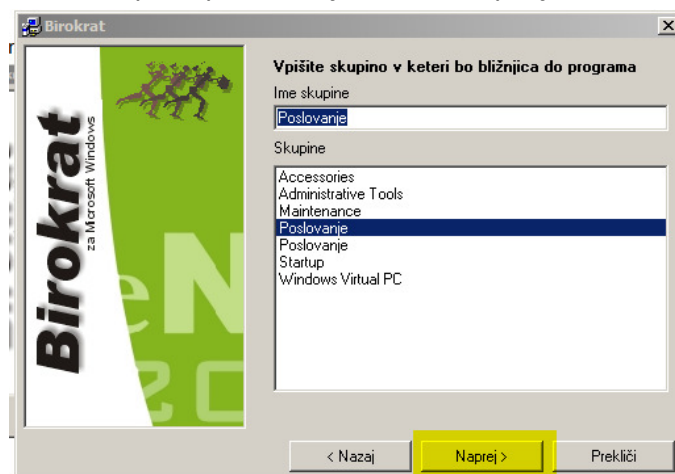 Birokrat
Birokrat
za Microsoft Windows
eN
Vpišite skupino v keteri bo bližnjica do programa
Ime skupine
Poslovanje
Skupine
Accessories
Administrative Tools
Maintenance
Poslovanje
Poslovanje
Startup
Windows Virtual PC
< Nazaj
Naprej >
Prekliči